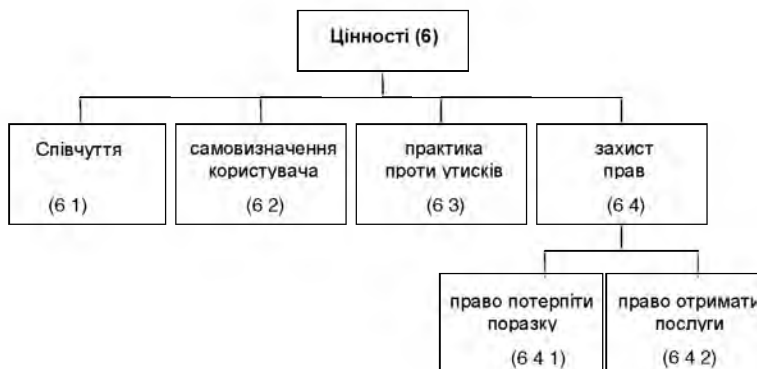 Цінності (6)
Співчуття
(6 1)
самовизначення
користувача
(6 2)
практика
проти утисків
(6 3)
захист
прав
(6 4)
право потерпіти
поразку
(6 4 1)
право отримати
послуги
(6 4 2)